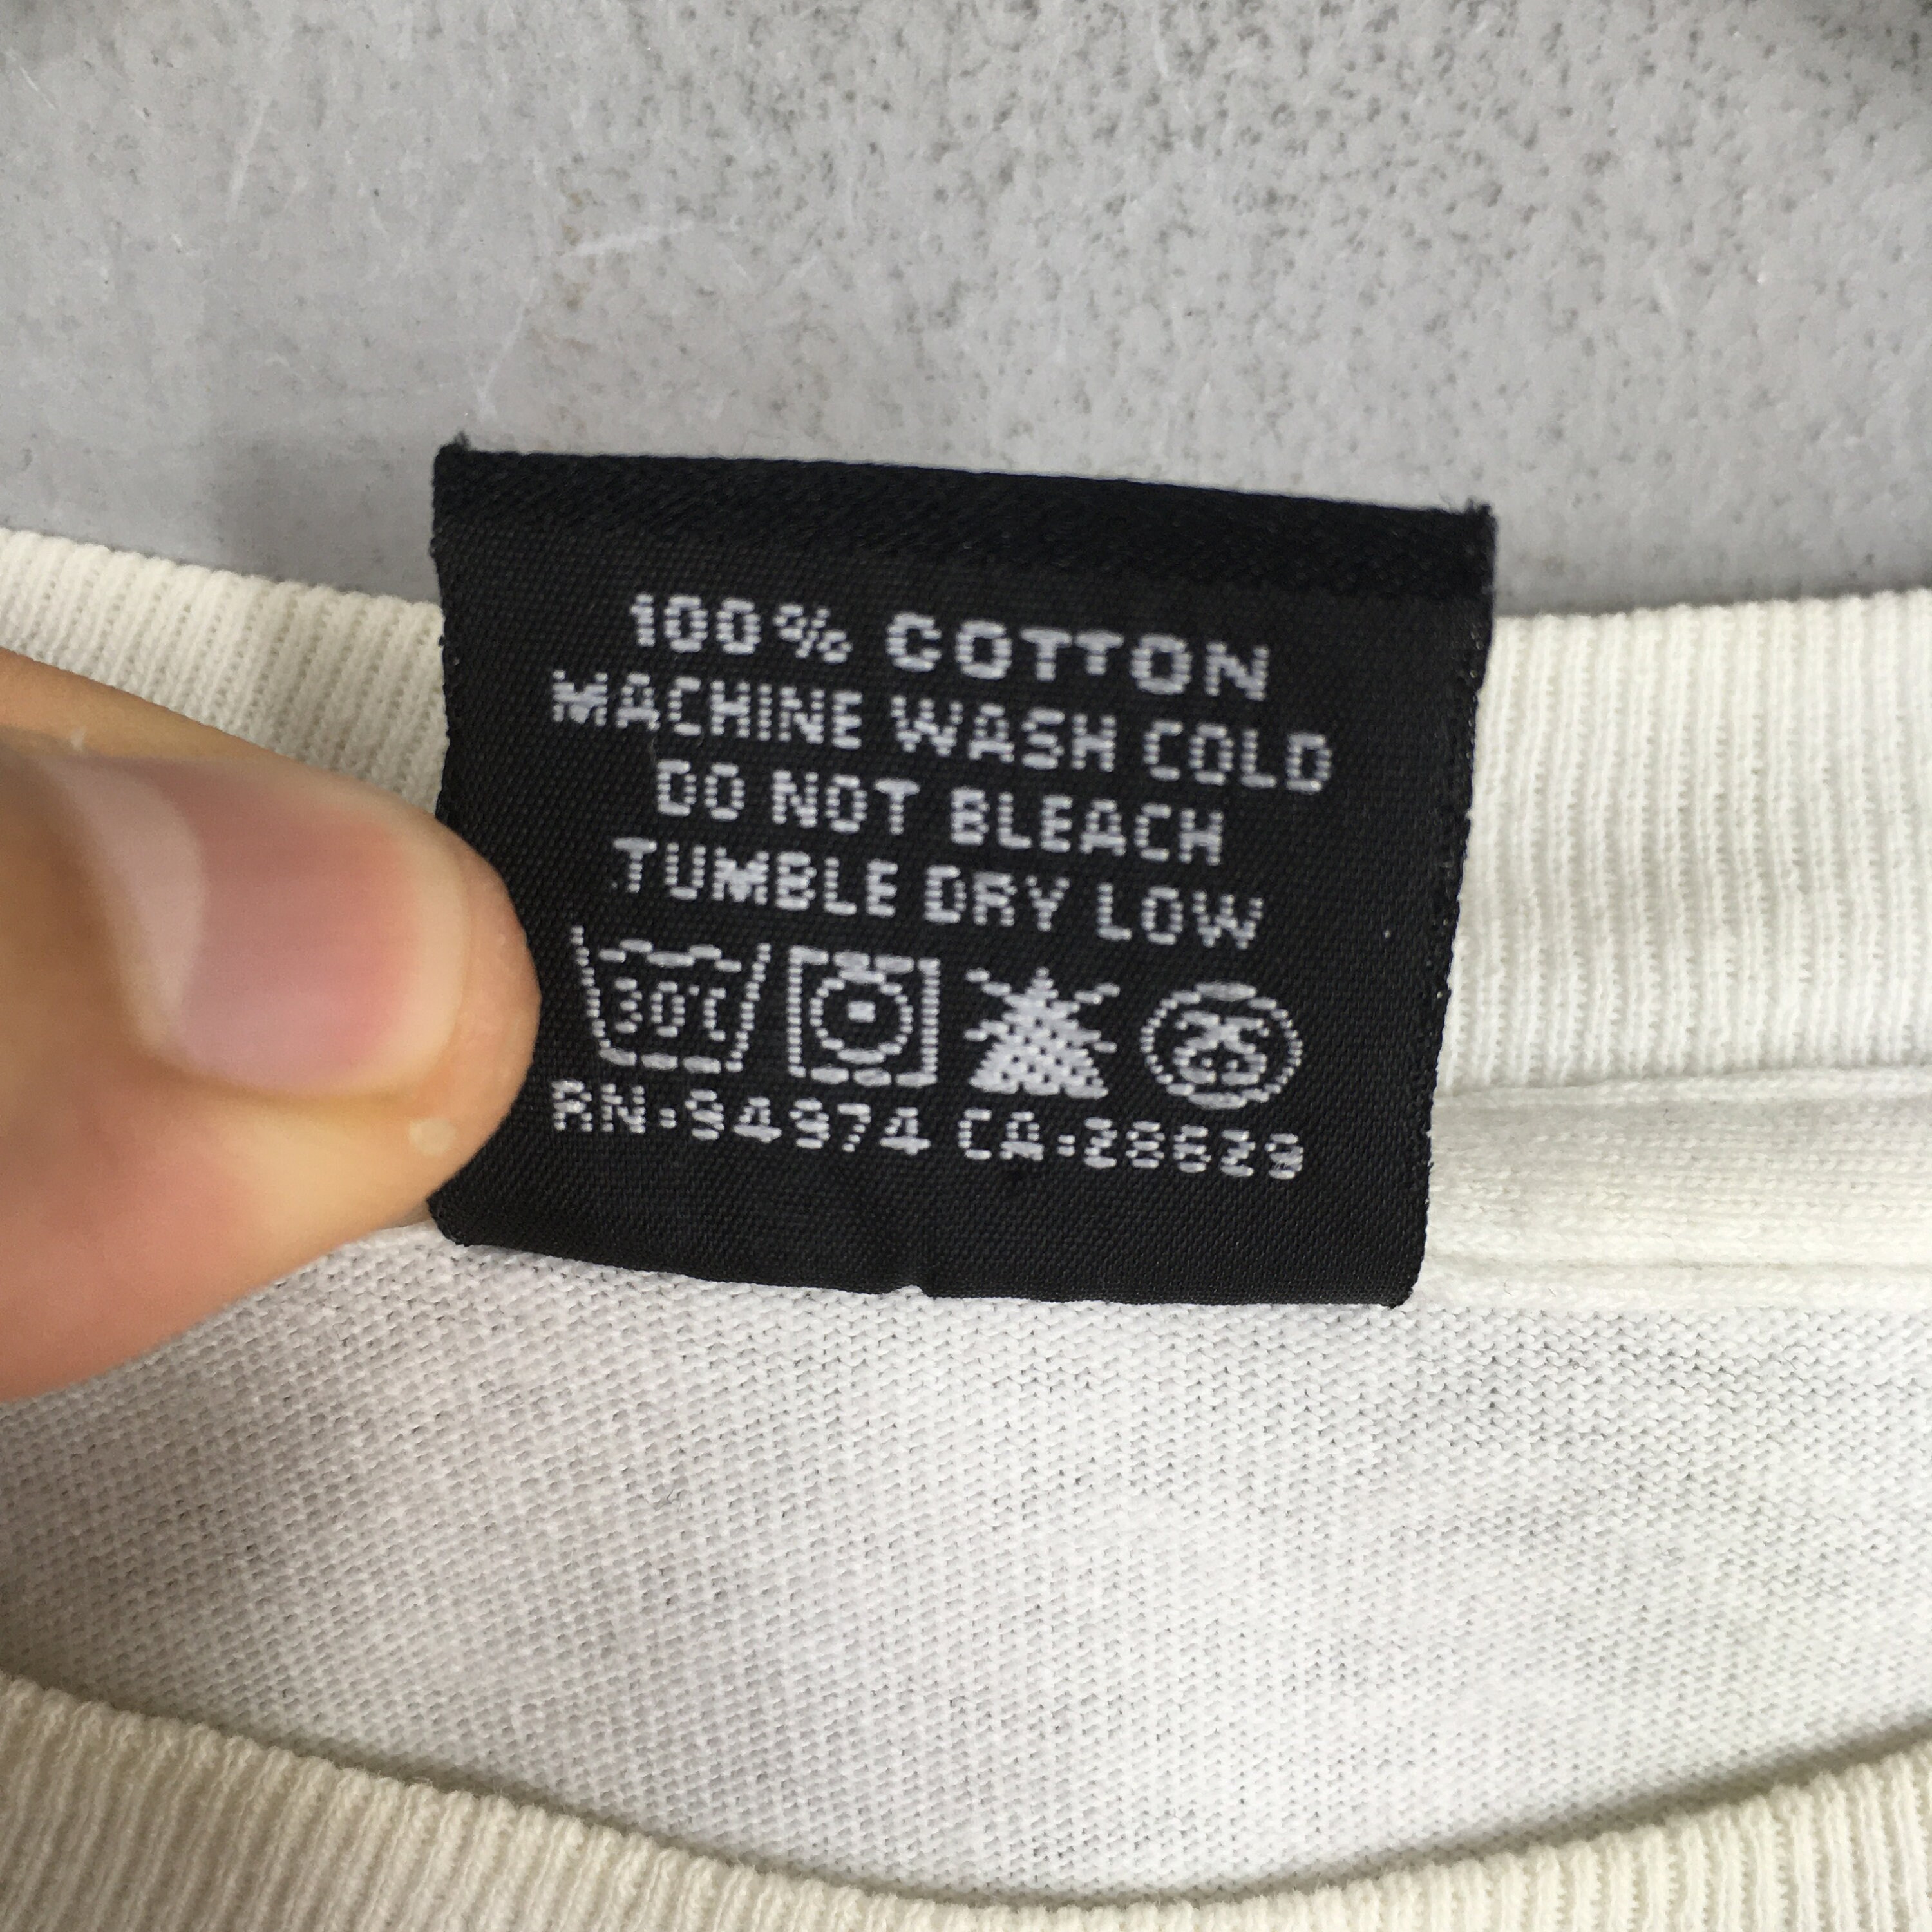 100% COTTON
MACHINE WASH COLD
DO NOT BLEACH
TUMBLE DRY LOW
30°C
RN:94974 CA:28629